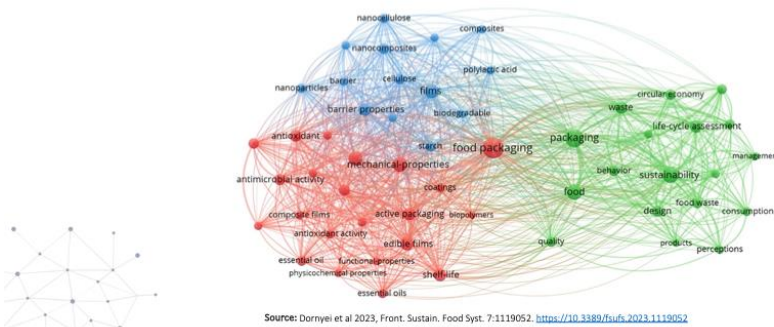 nanocellulose
composites
nanocomposites
polylactic acid
nanoparticles
barrier
cellulose
films
circular economy
waste
barrier properties
biodegradable
life-cycle assessment
antioxidant
starch
food packaging
packaging
mechanical-properties
behavior
management
sustainability
antimicrobial activity
coatings
food
food waste
composite films
active packaging
biopolymers
design
consumption
antioxidant activity
edible films
quality
products
perceptions
essential oil
functional-properties
physicochemical properties
shelf-life
essential oils
Source: Dornyei et al 2023, Front. Sustain. Food Syst. 7:1119052. https://10.3389/fsufs.2023.1119052